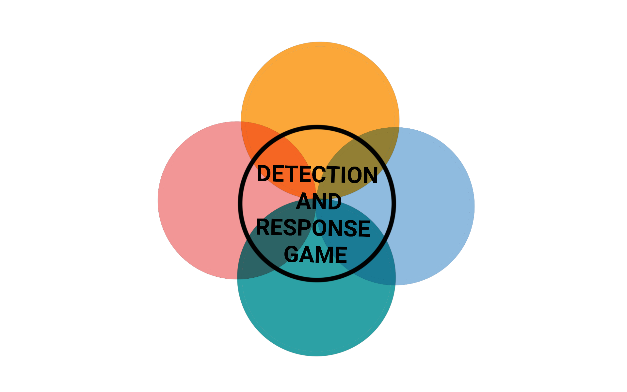 DETECTION
AND
RESPONSE
GAME